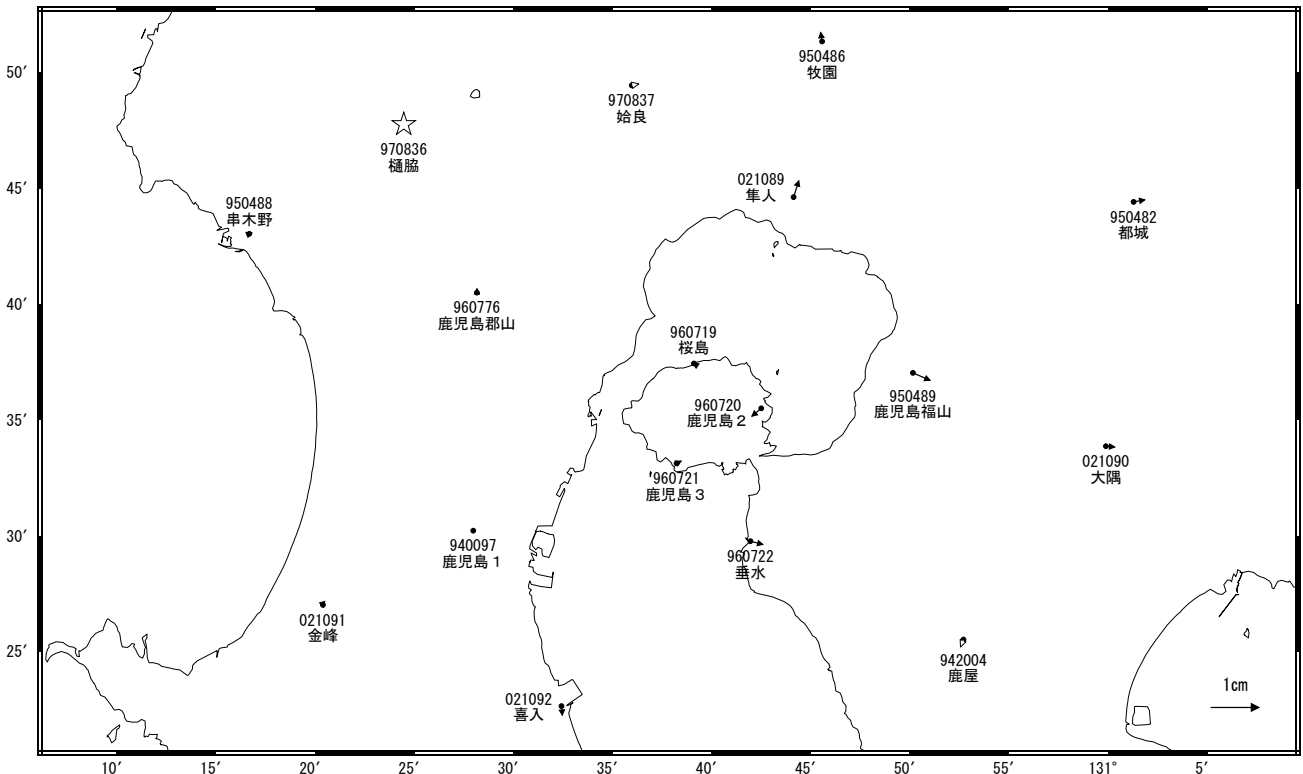 950486
牧園
50′
970837
姶良
970836
樋脇
45′
021089
隼人
950488
串木野
950482
都城
40′
960776
鹿児島郡山
960719
桜島
950489
鹿児島福山
960720
鹿児島2
35′
021090
大隅
'960721
鹿児島3
30′
940097
鹿児島1
960722
垂水
021091
金峰
25′
942004
鹿屋
1cm
021092
喜入
10′ 15′ 20′ 25′ 30′ 35′ 40′ 45′ 50′ 55′ 131° 5′